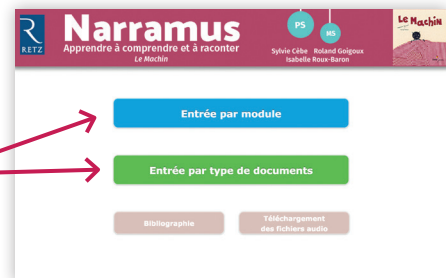 RETZ
Narramus
Apprendre à comprendre et à raconter
Le Machin
PS
MS
Sylvie Cèbe Roland Goigoux
Isabelle Roux-Baron
Le Machin
Entrée par module
Entrée par type de documents
Bibliographie
Téléchargement
des fichiers audio